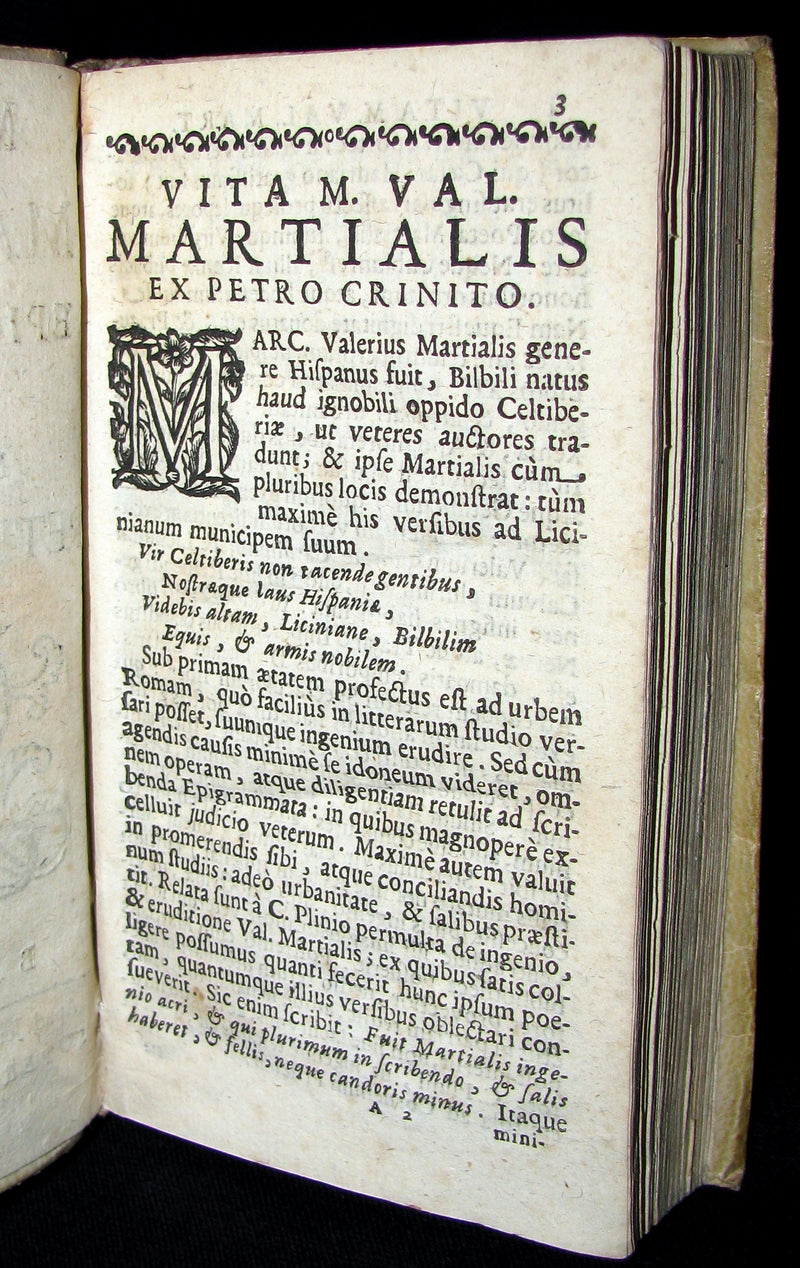 3
VITA M. VAL.
MARTIALIS
EX PETRO CRINITO.
MARC. Valerius Martialis gene-
re Hiſpanus fuit, Bilbili natus
haud ignobili oppido Celtibe-
riæ, ut veteres auctores tra-
dunt; & ipſe Martialis cùm
pluribus locis demonſtrat: tùm
maximè his verſibus ad Lici-
nianum municipem ſuum.
Vir Celtiberis non tacende gentibus,
Noſtræque laus Hiſpaniæ,
Videbis altam, Liciniane, Bilbilim
Equis, & armis nobilem.
Sub primam ætatem profectus eſt ad urbem
Romam, quò facilius in litterarum ſtudio ver-
ſari poſſet, ſuumque ingenium erudire. Sed cùm
agendis cauſis minimè ſe idoneum videret, om-
nem operam, atque diligentiam retulit ad ſcri-
benda Epigrammata: in quibus magnoperè ex-
celluit judicio veterum. Maximè autem valuit
in promerendis ſibi, atque conciliandis homi-
num ſtudiis: adeò urbanitate, & ſalibus præſti-
tit. Relata ſunt à C. Plinio permulta de ingenio,
& eruditione Val. Martialis; ex quibus ſatis col-
ligere poſſumus quanti fecerit hunc ipſum poe-
tam, quantumque illius verſibus oblectari con-
ſueverit. Sic enim ſcribit: Fuit Martialis inge-
nio acri, & qui plurimum in ſcribendo, & ſalis
haberet, & fellis, neque candoris minus. Itaque
A 2
mini-